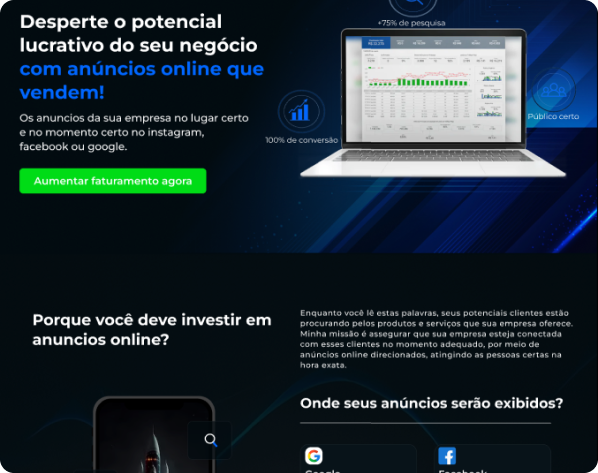 +75% de pesquisa
Desperte o potencial
lucrativo do seu negócio
com anúncios online que
vendem!
Os anuncios da sua empresa no lugar certo
e no momento certo no instagram,
facebook ou google.
100% de conversão
Público certo
Aumentar faturamento agora
Porque você deve investir em
anuncios online?
Enquanto você lê estas palavras, seus potenciais clientes estão
procurando pelos produtos e serviços que sua empresa oferece.
Minha missão é assegurar que sua empresa esteja conectada
com esses clientes no momento adequado, por meio de
anúncios online direcionados, atingindo as pessoas certas na
hora exata.
Onde seus anúncios serão exibidos?
Google
Facebook